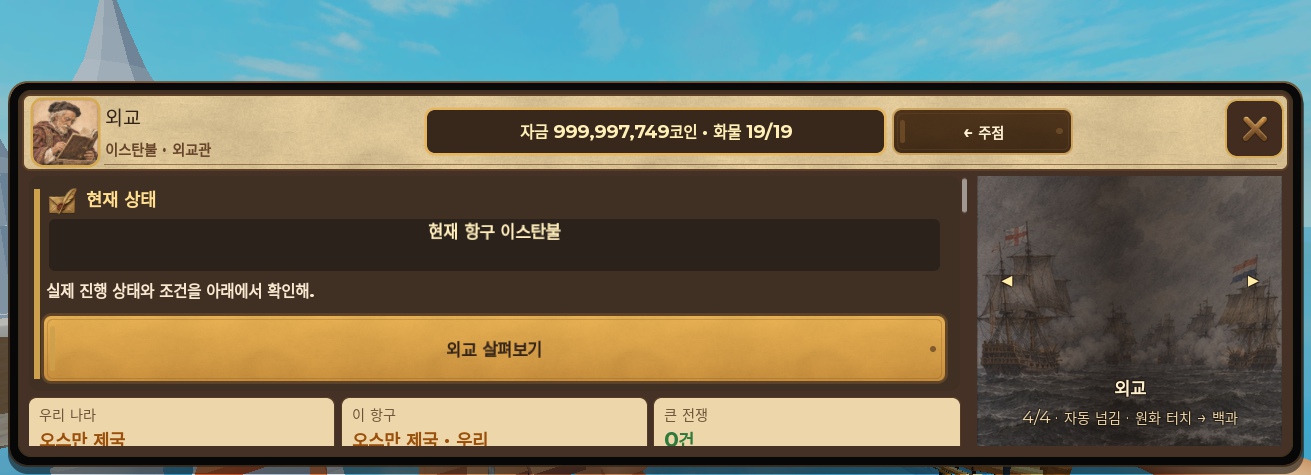 외교
이스탄불 • 외교관
자금 999,997,749코인 • 화물 19/19
← 주점
현재 상태
현재 항구 이스탄불
실제 진행 상태와 조건을 아래에서 확인해.
외교 살펴보기
우리 나라
오스만 제국
이 항구
오스만 제국 • 우리
큰 전쟁
0건
외교
4/4 · 자동 넘김 · 원화 터치 → 백과